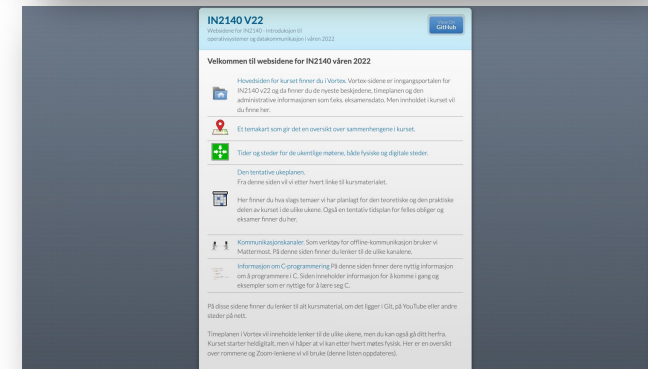 IN2140 V22
Websidene for IN2140 - Introduksjon til
operativsystemer og datakommunikasjon i våren 2022
View On
GitHub
Velkommen til websidene for IN2140 våren 2022
Hovedsiden for kurset finner du i Vortex. Vortex-sidene er inngangsportalen for
IN2140 v22 og da finner du de nyeste beskjedene, timeplanen og den
administrative informasjonen som f.eks. eksamensdato. Men innholdet i kurset vil
du finne her.
Et temakart som gir det en oversikt over sammenhengene i kurset.
Tider og steder for de ukentlige møtene, både fysiske og digitale steder.
Den tentative ukeplanen.
Fra denne siden vil vi etter hvert linke til kursmaterialet.
Her finner du hva slags temaer vi har planlagt for den teoretiske og den praktiske
delen av kurset i de ulike ukene. Også en tentativ tidsplan for felles obliger og
eksamer finner du her.
Kommunikasjonskanaler. Som verktøy for offline-kommunikasjon bruker vi
Mattermost. På denne siden finner du lenker til de ulike kanalene.
Informasjon om C-programmering På denne siden finner dere nyttig informasjon
om å programmere i C. Siden inneholder informasjon for å komme i gang og
eksempler som er nyttige for å lære seg C.
På disse sidene finner du lenker til alt kursmaterial, om det ligger i Git, på YouTube eller andre
steder på nett.
Timeplanen i Vortex vil inneholde lenker til de ulike ukene, men du kan også gå ditt herfra.
Kurset starter heldigitalt, men vi håper at vi kan etter hvert møtes fysisk. Her er en oversikt
over rommene og Zoom-lenkene vi vil bruke (denne listen oppdateres).